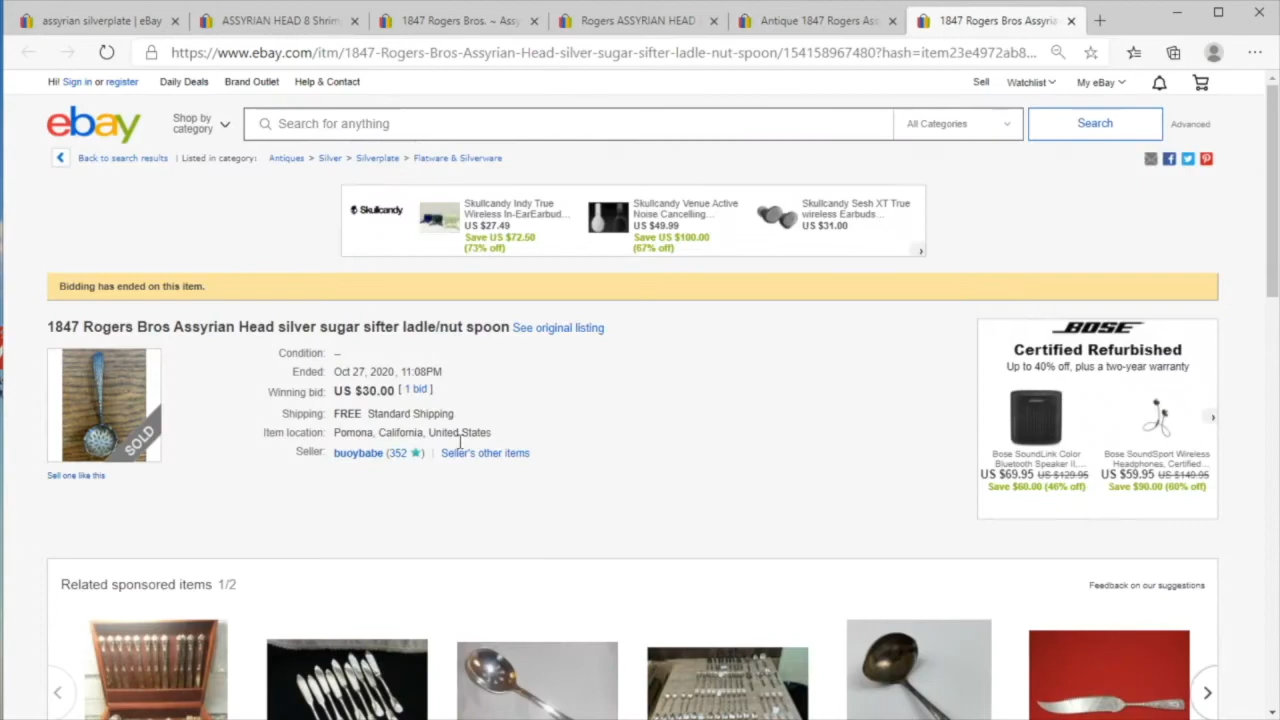 assyrian silverplate | eBay
ASSYRIAN HEAD 8 Shrim
1847 Rogers Bros. ~ Assy
Rogers ASSYRIAN HEAD
Antique 1847 Rogers Ass
1847 Rogers Bros Assyria
https://www.ebay.com/itm/1847-Rogers-Bros-Assyrian-Head-silver-sugar-sifter-ladle-nut-spoon/154158967480?hash=item23e4972ab8...
Hi! Sign in or register Daily Deals Brand Outlet Help & Contact Sell Watchlist My eBay
ebay
Shop by category
Search for anything
All Categories
Search
Advanced
Back to search results | Listed in category: Antiques > Silver > Silverplate > Flatware & Silverware
Skullcandy
Skullcandy Indy True
Wireless In-EarEarbud...
US $27.49
Save US $72.50
(73% off)
Skullcandy Venue Active
Noise Cancelling...
US $49.99
Save US $100.00
(67% off)
Skullcandy Sesh XT True
wireless Earbuds...
US $31.00
Bidding has ended on this item.
1847 Rogers Bros Assyrian Head silver sugar sifter ladle/nut spoon See original listing
SOLD
Sell one like this
Condition: –
Ended: Oct 27, 2020, 11:08PM
Winning bid: US $30.00 [ 1 bid ]
Shipping: FREE Standard Shipping
Item location: Pomona, California, United States
Seller: buoybabe (352 ) | Seller's other items
BOSE
Certified Refurbished
Up to 40% off, plus a two-year warranty
Bose SoundLink Color
Bluetooth Speaker II,...
US $69.95 US $129.95
Save $60.00 (46% off)
Bose SoundSport Wireless
Headphones, Certified...
US $59.95 US $149.95
Save $90.00 (60% off)
Related sponsored items 1/2
Feedback on our suggestions